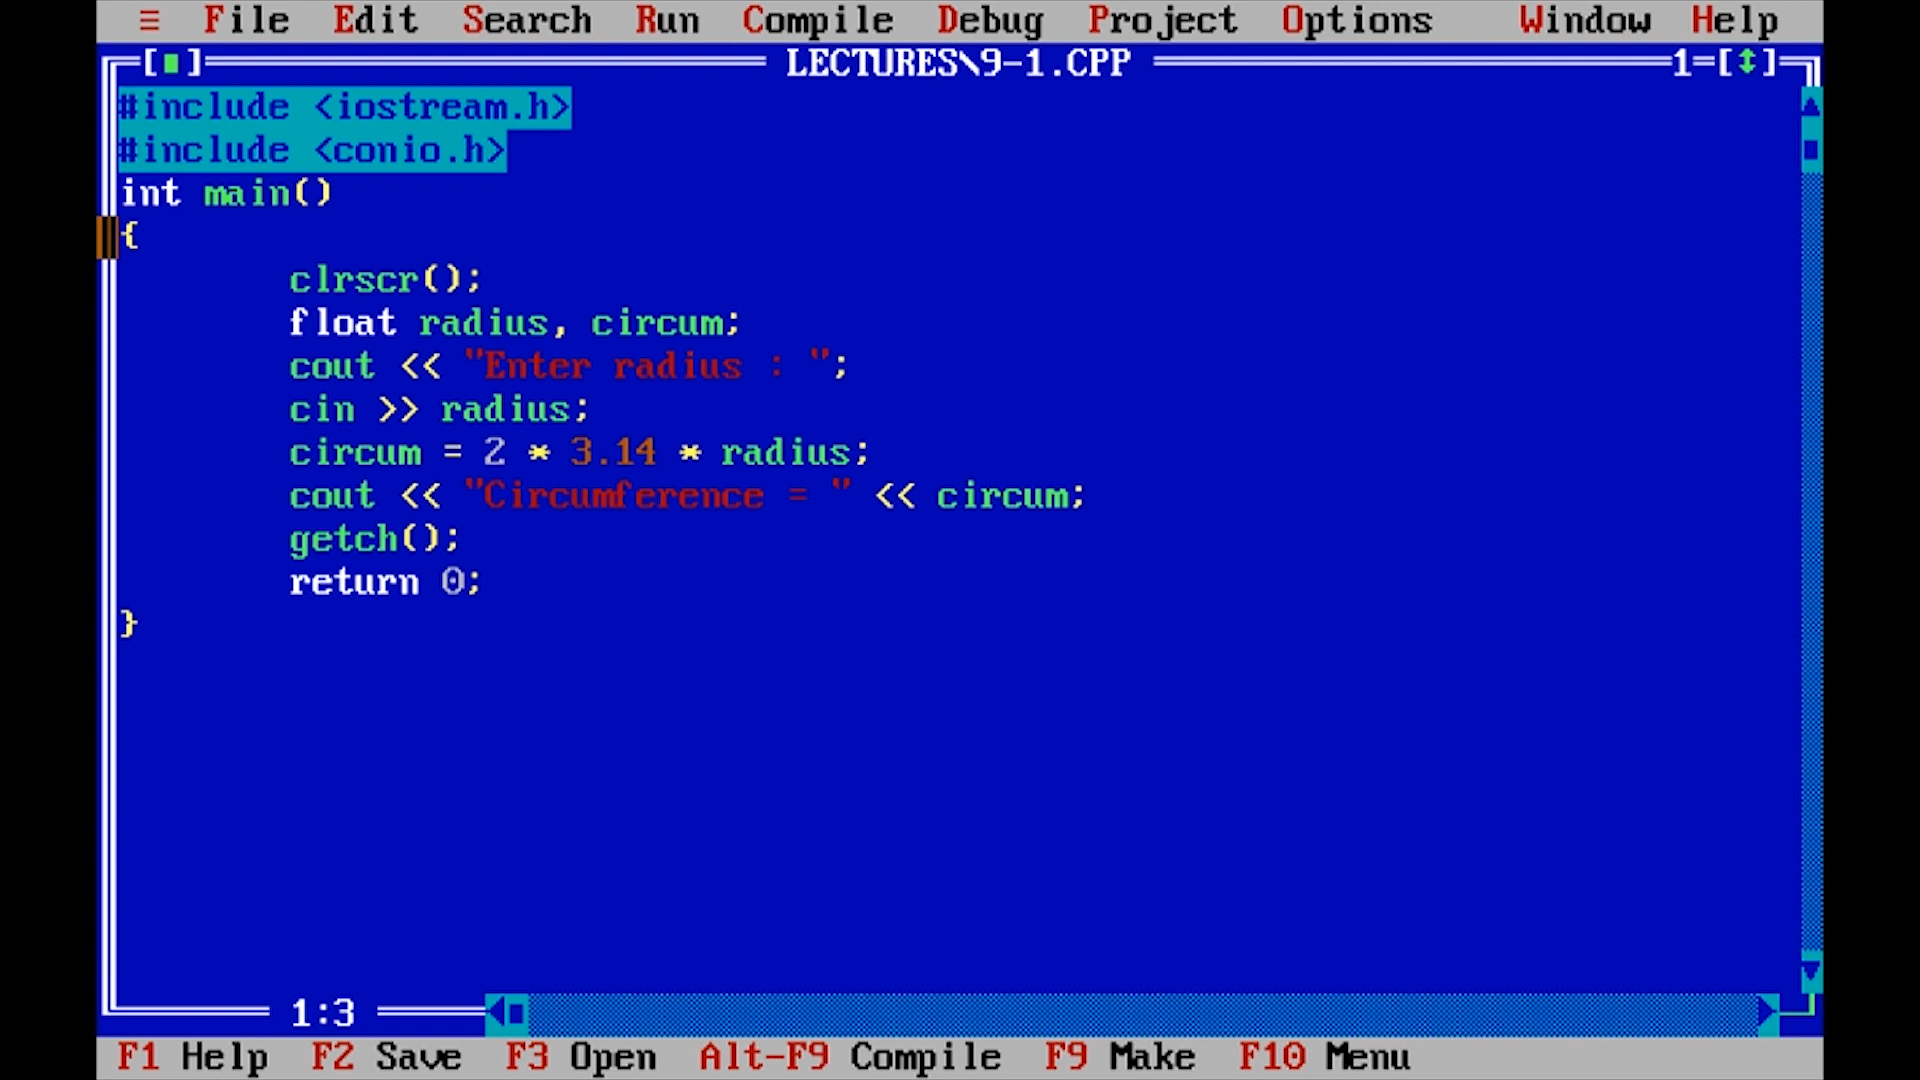 ≡ File Edit Search Run Compile Debug Project Options Window Help
[■] LECTURES\9-1.CPP 1=[↕]
#include <iostream.h>
#include <conio.h>
int main()
{
clrscr();
float radius, circum;
cout << "Enter radius : ";
cin >> radius;
circum = 2 * 3.14 * radius;
cout << "Circumference = " << circum;
getch();
return 0;
}
1:3
F1 Help F2 Save F3 Open Alt-F9 Compile F9 Make F10 Menu